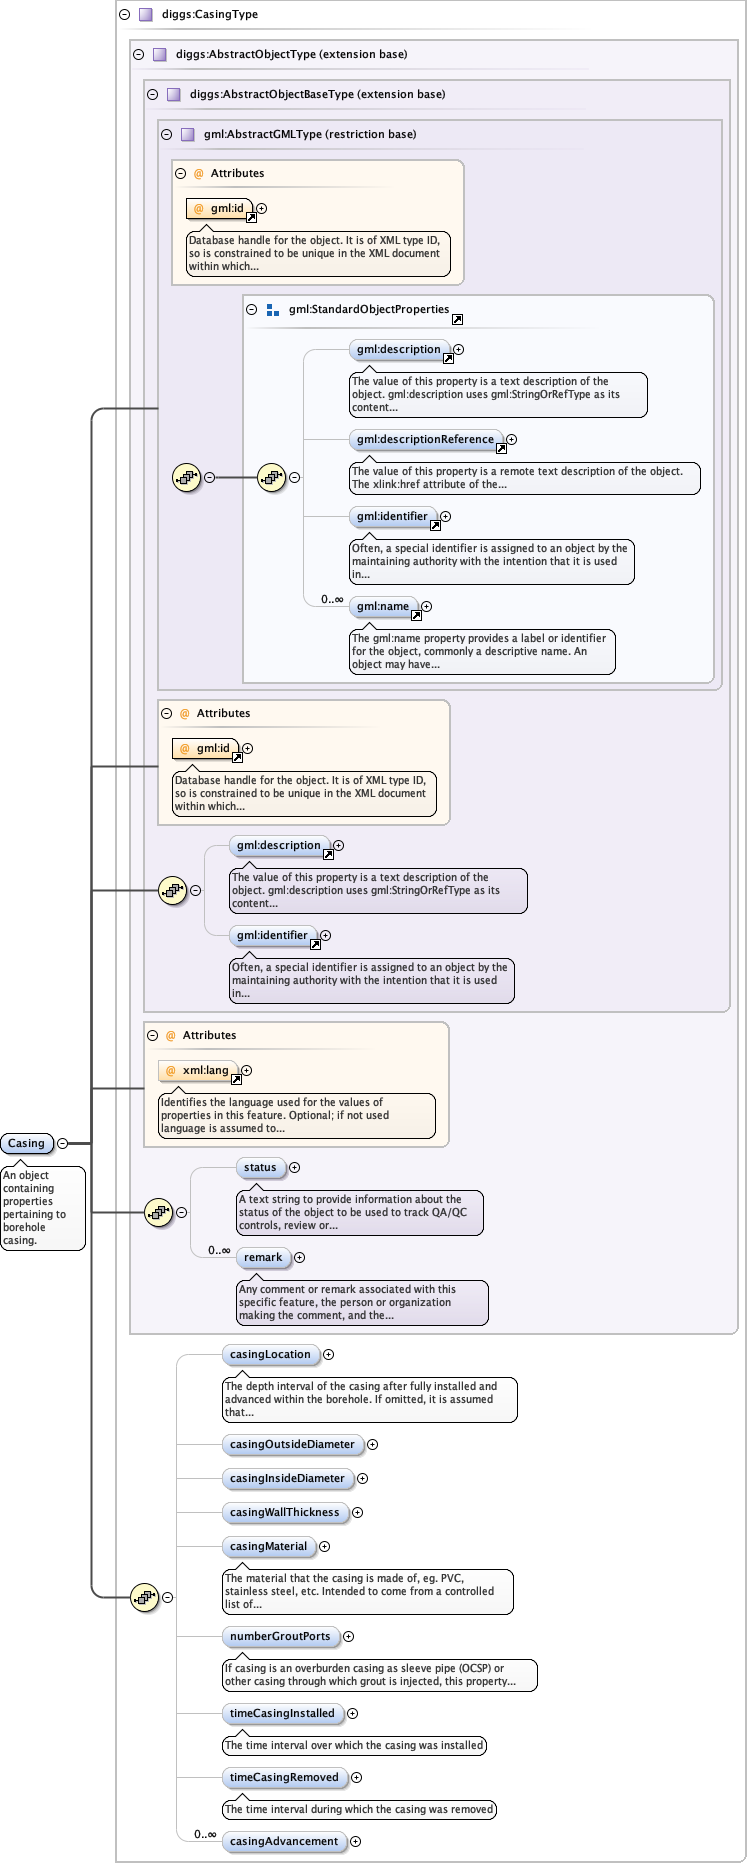 diggs:CasingType
diggs:AbstractObjectType (extension base)
diggs:AbstractObjectBaseType (extension base)
gml:AbstractGMLType (restriction base)
@ Attributes
@ gml:id
Database handle for the object. It is of XML type ID,
so is constrained to be unique in the XML document
within which...
gml:StandardObjectProperties
gml:description
The value of this property is a text description of the
object. gml:description uses gml:StringOrRefType as its
content...
gml:descriptionReference
The value of this property is a remote text description of the object.
The xlink:href attribute of the...
gml:identifier
Often, a special identifier is assigned to an object by the
maintaining authority with the intention that it is used
in...
0..∞
gml:name
The gml:name property provides a label or identifier
for the object, commonly a descriptive name. An
object may have...
@ Attributes
@ gml:id
Database handle for the object. It is of XML type ID,
so is constrained to be unique in the XML document
within which...
gml:description
The value of this property is a text description of the
object. gml:description uses gml:StringOrRefType as its
content...
gml:identifier
Often, a special identifier is assigned to an object by the
maintaining authority with the intention that it is used
in...
@ Attributes
@ xml:lang
Identifies the language used for the values of
properties in this feature. Optional; if not used
language is assumed to...
Casing
An object
containing
properties
pertaining to
borehole
casing.
status
A text string to provide information about the
status of the object to be used to track QA/QC
controls, review or...
0..∞
remark
Any comment or remark associated with this
specific feature, the person or organization
making the comment, and the...
casingLocation
The depth interval of the casing after fully installed and
advanced within the borehole. If omitted, it is assumed
that...
casingOutsideDiameter
casingInsideDiameter
casingWallThickness
casingMaterial
The material that the casing is made of, eg. PVC,
stainless steel, etc. Intended to come from a controlled
list of...
numberGroutPorts
If casing is an overburden casing as sleeve pipe (OCSP) or
other casing through which grout is injected, this property...
timeCasingInstalled
The time interval over which the casing was installed
timeCasingRemoved
The time interval during which the casing was removed
0..∞
casingAdvancement